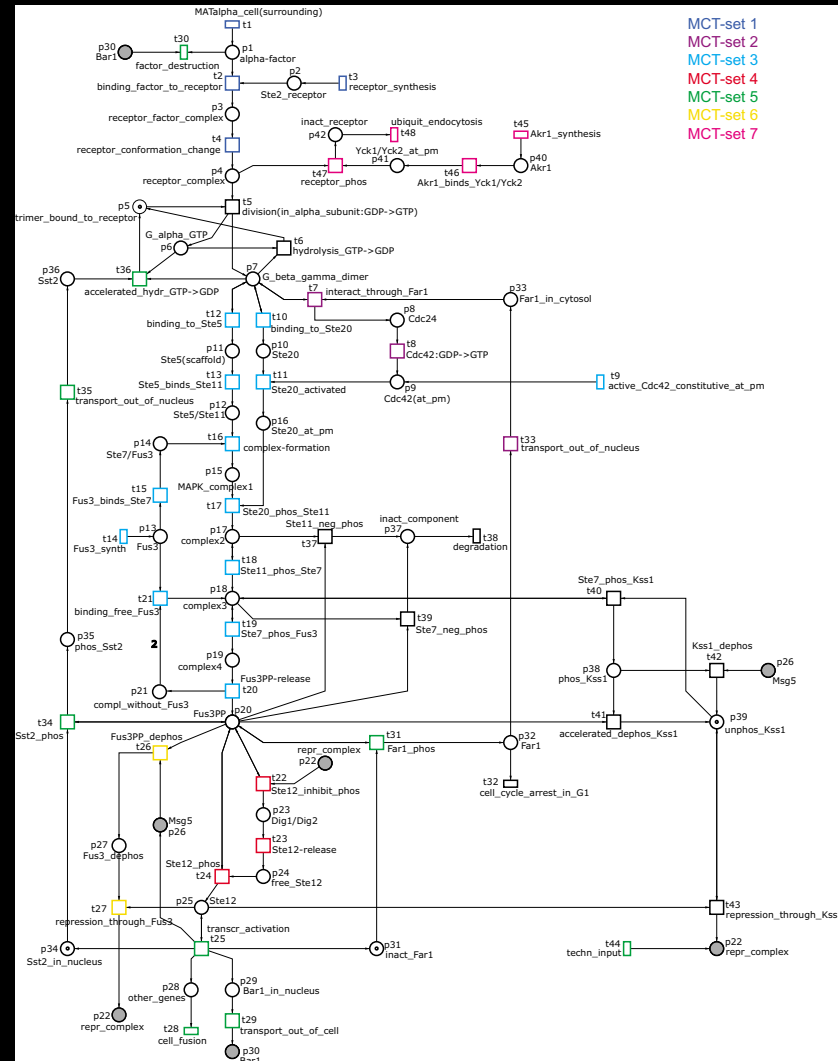 MATalpha_cell(surrounding)
t1
MCT-set 1
MCT-set 2
MCT-set 3
MCT-set 4
MCT-set 5
MCT-set 6
MCT-set 7
p30
Bar1
t30
factor_destruction
p1
alpha-factor
t2
binding_factor_to_receptor
p2
Ste2_receptor
t3
receptor_synthesis
p3
receptor_factor_complex
t4
receptor_conformation_change
inact_receptor
p42
ubiquit_endocytosis
t48
t45
Akr1_synthesis
Yck1/Yck2_at_pm
p41
p40
Akr1
t47
receptor_phos
t46
Akr1_binds_Yck1/Yck2
p4
receptor_complex
p5
trimer_bound_to_receptor
t5
division(in_alpha_subunit:GDP->GTP)
G_alpha_GTP
p6
t6
hydrolysis_GTP->GDP
p36
Sst2
t36
accelerated_hydr_GTP->GDP
p7
G_beta_gamma_dimer
t7
interact_through_Far1
p33
Far1_in_cytosol
t12
binding_to_Ste5
t10
binding_to_Ste20
p8
Cdc24
p11
Ste5(scaffold)
p10
Ste20
t8
Cdc42:GDP->GTP
t13
Ste5_binds_Ste11
t11
Ste20_activated
p9
Cdc42(at_pm)
t9
active_Cdc42_constitutive_at_pm
t35
transport_out_of_nucleus
p12
Ste5/Ste11
p16
Ste20_at_pm
p14
Ste7/Fus3
t16
complex-formation
t33
transport_out_of_nucleus
p15
MAPK_complex1
t15
Fus3_binds_Ste7
t17
Ste20_phos_Ste11
t14
Fus3_synth
p13
Fus3
p17
complex2
Ste11_neg_phos
t37
inact_component
p37
t38
degradation
t18
Ste11_phos_Ste7
t21
binding_free_Fus3
p18
complex3
Ste7_phos_Kss1
t40
t39
Ste7_neg_phos
t19
Ste7_phos_Fus3
p35
phos_Sst2
2
p19
complex4
Kss1_dephos
t42
p38
phos_Kss1
p26
Msg5
p21
compl_without_Fus3
Fus3PP-release
t20
t34
Sst2_phos
Fus3PP
p20
t41
accelerated_dephos_Kss1
p39
unphos_Kss1
Fus3PP_dephos
t26
t31
Far1_phos
p32
Far1
repr_complex
p22
t22
Ste12_inhibit_phos
t32
cell_cycle_arrest_in_G1
Msg5
p26
p23
Dig1/Dig2
p27
Fus3_dephos
t23
Ste12-release
Ste12_phos
t24
p24
free_Ste12
t27
repression_through_Fus3
p25
Ste12
t43
repression_through_Kss
transcr_activation
t25
p34
Sst2_in_nucleus
p31
inact_Far1
t44
techn_input
p22
repr_complex
p28
other_genes
p29
Bar1_in_nucleus
p22
repr_complex
t28
cell_fusion
t29
transport_out_of_cell
p30
Bar1